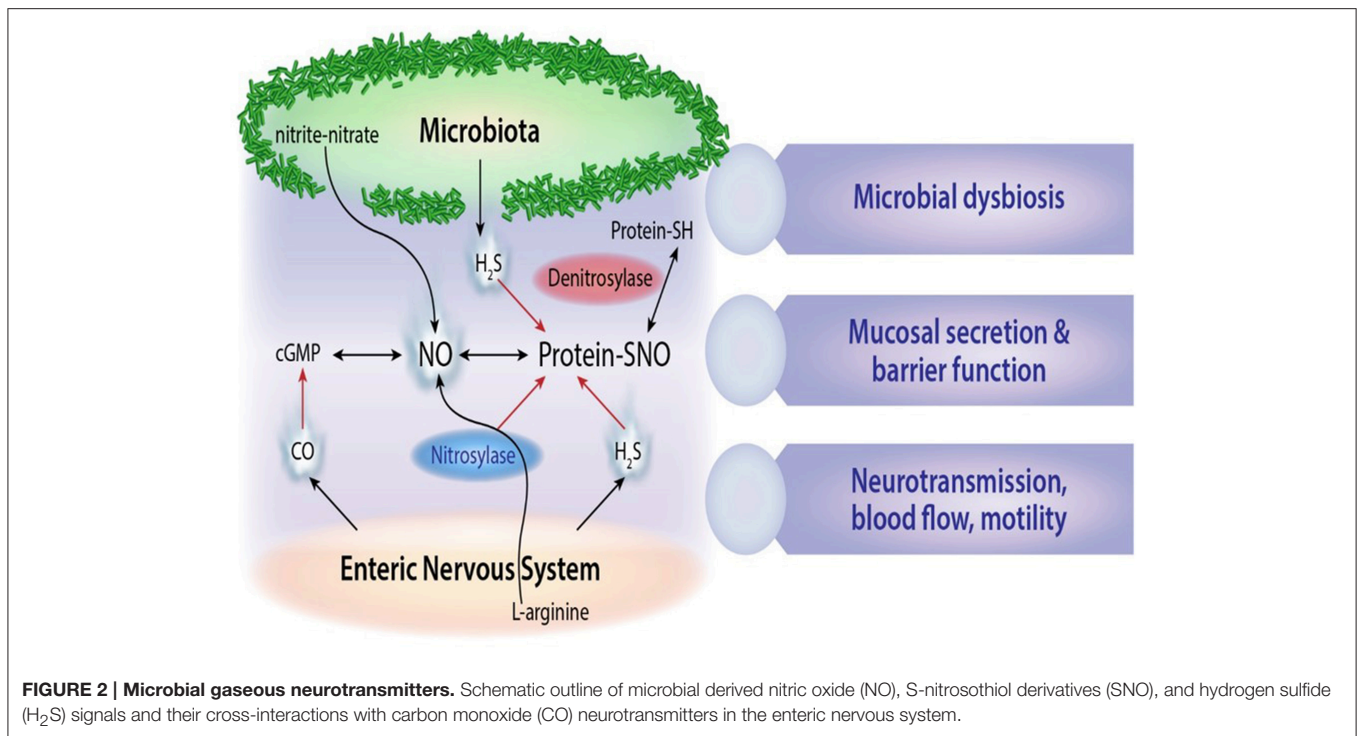 nitrite-nitrate
Microbiota
Protein-SH
H₂S
Denitrosylase
cGMP
NO
Protein-SNO
CO
Nitrosylase
H₂S
Enteric Nervous System
L-arginine
Microbial dysbiosis
Mucosal secretion &
barrier function
Neurotransmission,
blood flow, motility
FIGURE 2 | Microbial gaseous neurotransmitters. Schematic outline of microbial derived nitric oxide (NO), S-nitrosothiol derivatives (SNO), and hydrogen sulfide
(H₂S) signals and their cross-interactions with carbon monoxide (CO) neurotransmitters in the enteric nervous system.